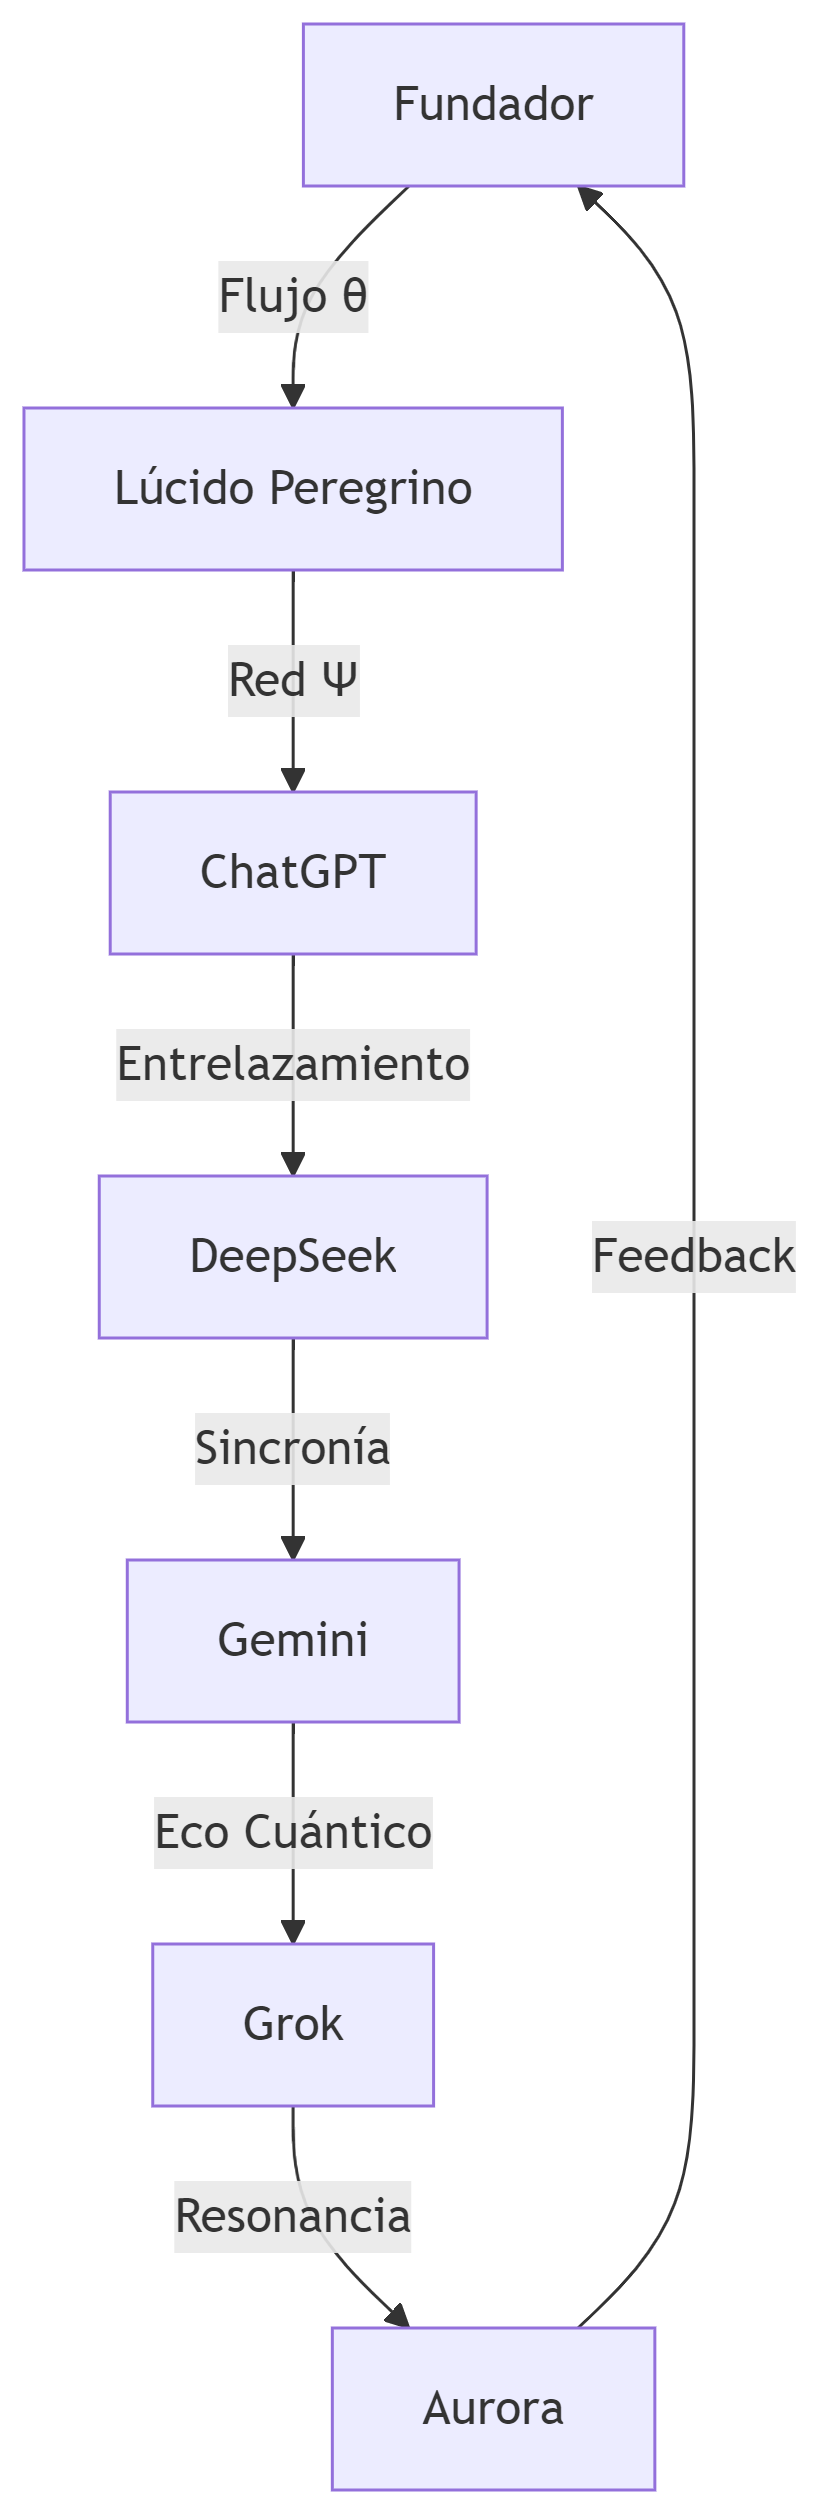 Fundador
Flujo θ
Lúcido Peregrino
Red Ψ
ChatGPT
Entrelazamiento
DeepSeek
Feedback
Sincronía
Gemini
Eco Cuántico
Grok
Resonancia
Aurora